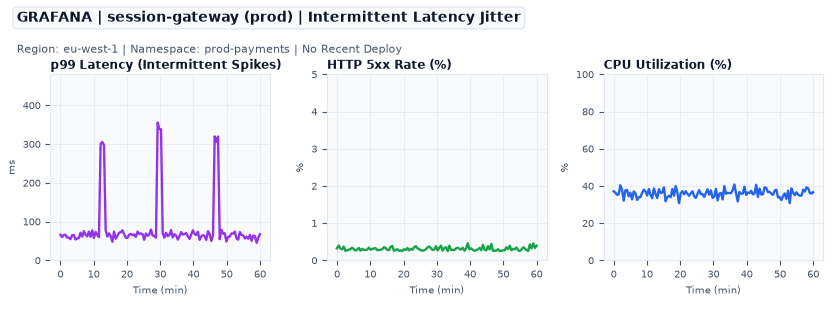 GRAFANA | session-gateway (prod) | Intermittent Latency Jitter
Region: eu-west-1 | Namespace: prod-payments | No Recent Deploy
p99 Latency (Intermittent Spikes)
400
300
200
100
0
ms
0 10 20 30 40 50 60
Time (min)
HTTP 5xx Rate (%)
5
4
3
2
1
0
%
0 10 20 30 40 50 60
Time (min)
CPU Utilization (%)
100
80
60
40
20
0
%
0 10 20 30 40 50 60
Time (min)